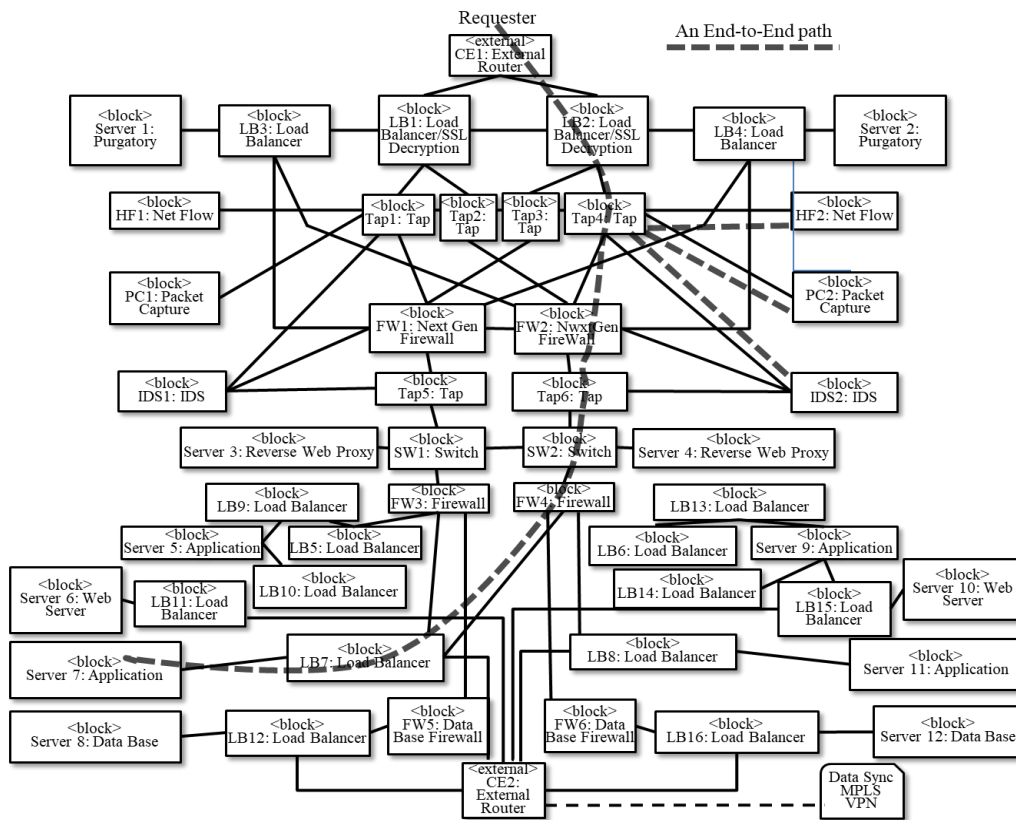 Requester
An End-to-End path
<external>
CE1: External
Router
<block>
Server 1:
Purgatory
<block>
LB3: Load
Balancer
<block>
LB1: Load
Balancer/SSL
Decryption
<block>
LB2: Load
Balancer/SSL
Decryption
<block>
LB4: Load
Balancer
<block>
Server 2:
Purgatory
<block>
HF1: Net Flow
<block>
Tap1: Tap
<block>
Tap2:
Tap
<block>
Tap3:
Tap
<block>
Tap4: Tap
<block>
HF2: Net Flow
<block>
PC1: Packet
Capture
<block>
FW1: Next Gen
Firewall
<block>
FW2: NwxtGen
FireWall
<block>
PC2: Packet
Capture
<block>
IDS1: IDS
<block>
Tap5: Tap
<block>
Tap6: Tap
<block>
IDS2: IDS
<block>
Server 3: Reverse Web Proxy
<block>
SW1: Switch
<block>
SW2: Switch
<block>
Server 4: Reverse Web Proxy
<block>
LB9: Load Balancer
<block>
FW3: Firewall
<block>
FW4: Firewall
<block>
LB13: Load Balancer
<block>
Server 5: Application
<block>
LB5: Load Balancer
<block>
LB6: Load Balancer
<block>
Server 9: Application
<block>
Server 6: Web
Server
<block>
LB11: Load
Balancer
<block>
LB10: Load Balancer
<block>
LB14: Load Balancer
<block>
LB15: Load
Balancer
<block>
Server 10: Web
Server
<block>
Server 7: Application
<block>
LB7: Load Balancer
<block>
LB8: Load Balancer
<block>
Server 11: Application
<block>
Server 8: Data Base
<block>
LB12: Load Balancer
<block>
FW5: Data
Base Firewall
<block>
FW6: Data
Base Firewall
<block>
LB16: Load Balancer
<block>
Server 12: Data Base
<external>
CE2:
External
Router
Data Sync
MPLS
VPN